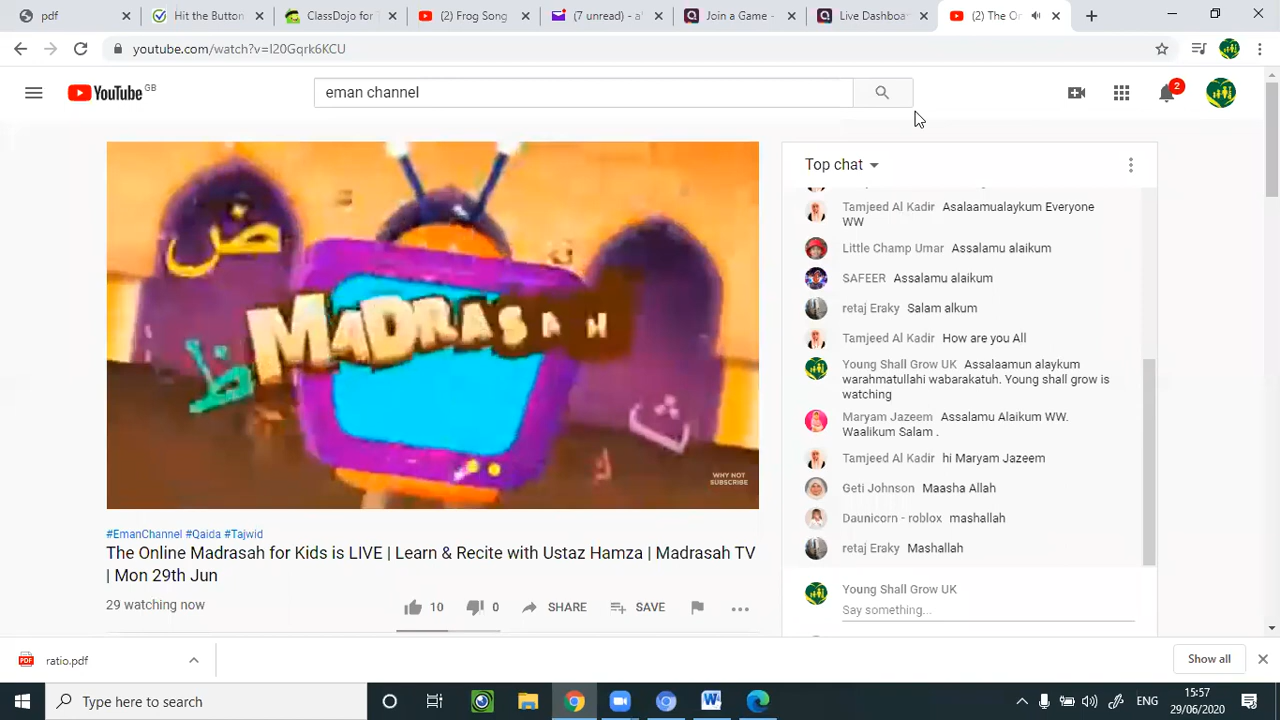 pdf
Hit the Button
ClassDojo for T
(2) Frog Song
(7 unread) - a
Join a Game -
Live Dashboa
(2) The O
youtube.com/watch?v=I20Gqrk6KCU
YouTube GB
eman channel
2
ض
ط
ث
MADRASAH
WHY NOT
SUBSCRIBE
#EmanChannel #Qaida #Tajwid
The Online Madrasah for Kids is LIVE | Learn & Recite with Ustaz Hamza | Madrasah TV
| Mon 29th Jun
29 watching now
10
0
SHARE
SAVE
Top chat
Tamjeed Al Kadir Asalaamualaykum Everyone
WW
Little Champ Umar Assalamu alaikum
SAFEER Assalamu alaikum
retaj Eraky Salam alkum
Tamjeed Al Kadir How are you All
Young Shall Grow UK Assalaamun alaykum
warahmatullahi wabarakatuh. Young shall grow is
watching
Maryam Jazeem Assalamu Alaikum WW.
Waalikum Salam .
Tamjeed Al Kadir hi Maryam Jazeem
Geti Johnson Maasha Allah
Daunicorn - roblox mashallah
retaj Eraky Mashallah
Young Shall Grow UK
Say something...
PDF
ratio.pdf
Show all
Type here to search
ENG
15:57
29/06/2020